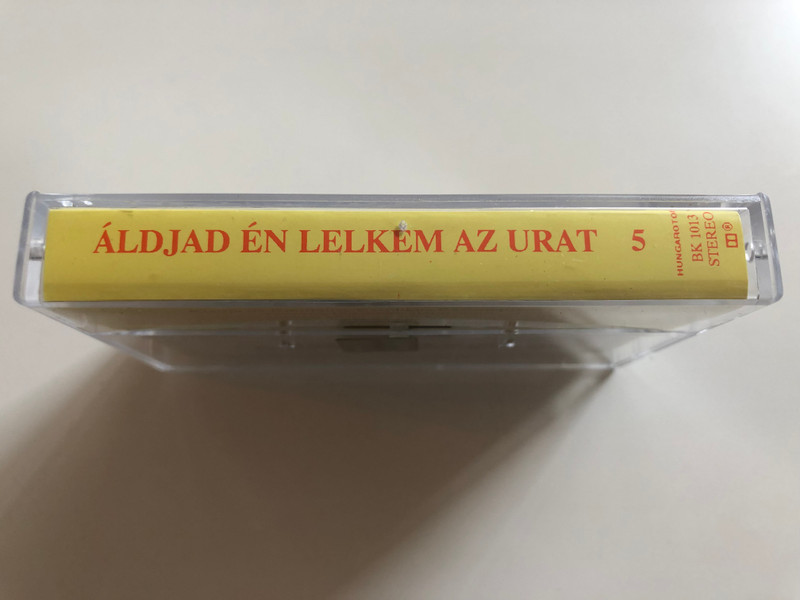 ÁLDJAD ÉN LELKEM AZ URAT 5
HUNGAROTON
BK 1013
STEREO